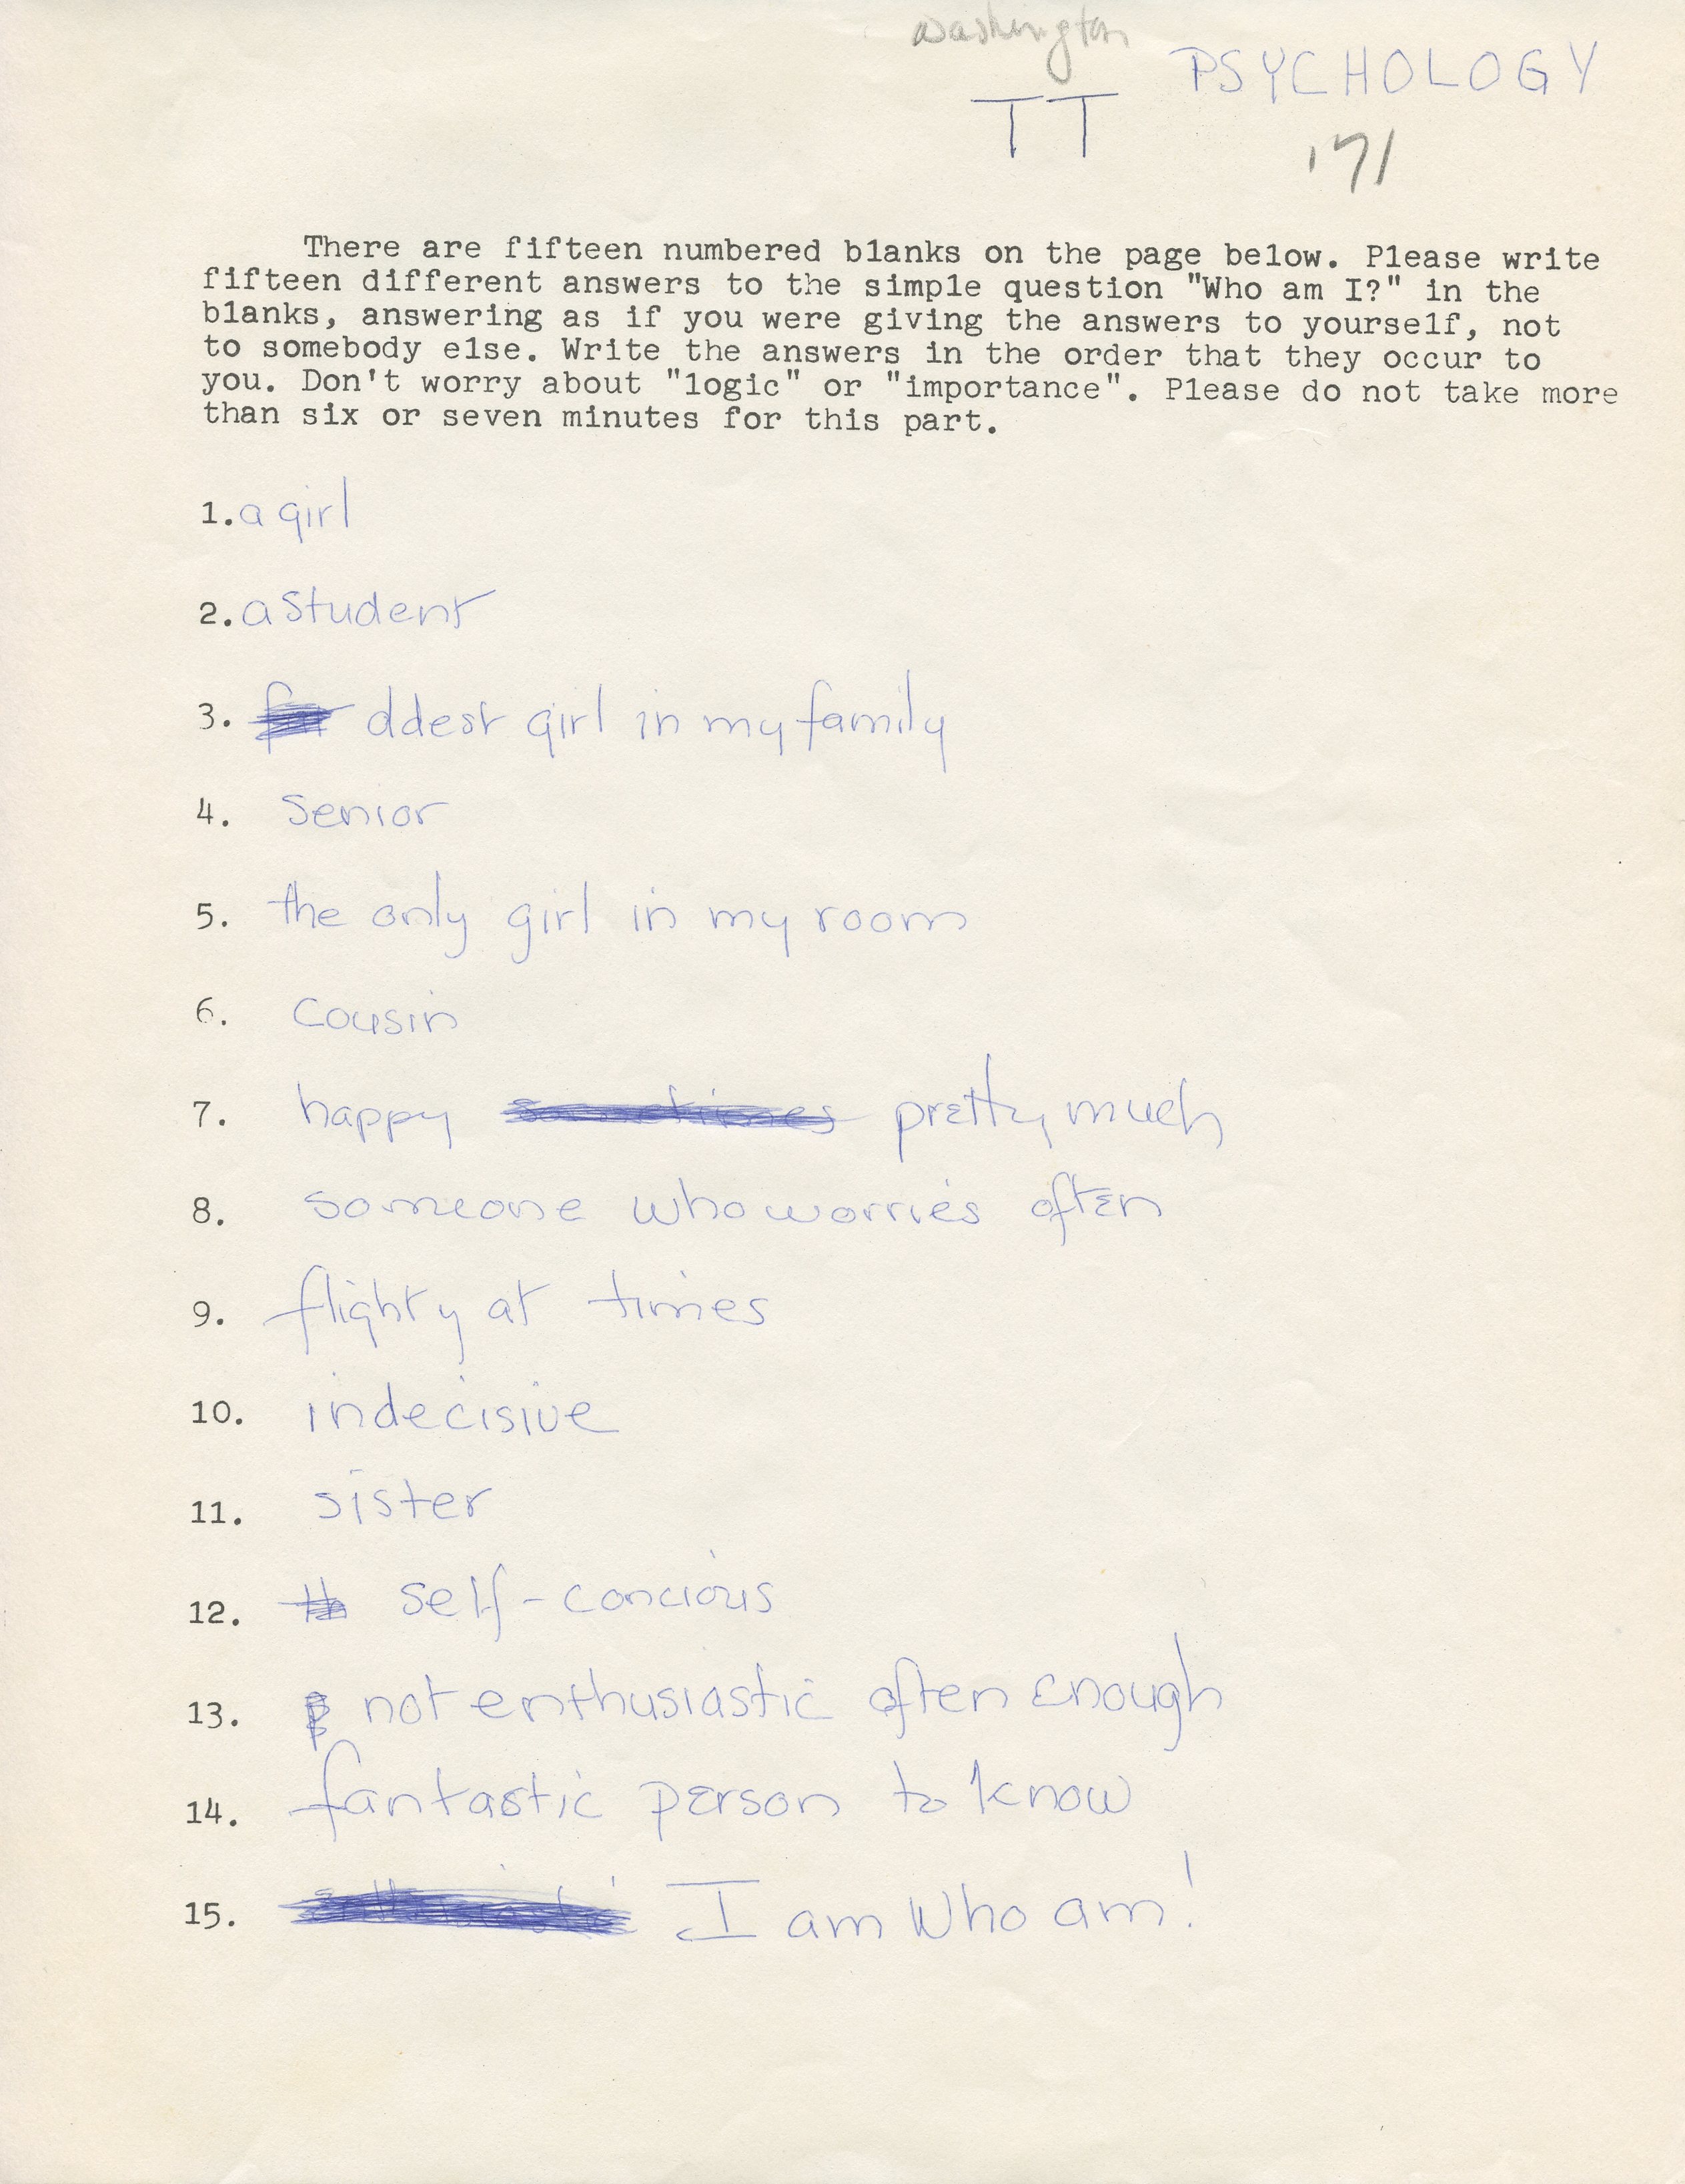 Washington
TT PSYCHOLOGY
'71
There are fifteen numbered blanks on the page below. Please write
fifteen different answers to the simple question "Who am I?" in the
blanks, answering as if you were giving the answers to yourself, not
to somebody else. Write the answers in the order that they occur to
you. Don't worry about "logic" or "importance". Please do not take more
than six or seven minutes for this part.
1. a girl
2. a student
3. oldest girl in my family
4. senior
5. the only girl in my room
6. cousin
7. happy sometimes pretty much
8. someone who worries often
9. flighty at times
10. indecisive
11. sister
12. self-concious
13. not enthusiastic often enough
14. fantastic person to know
15. I am who am!